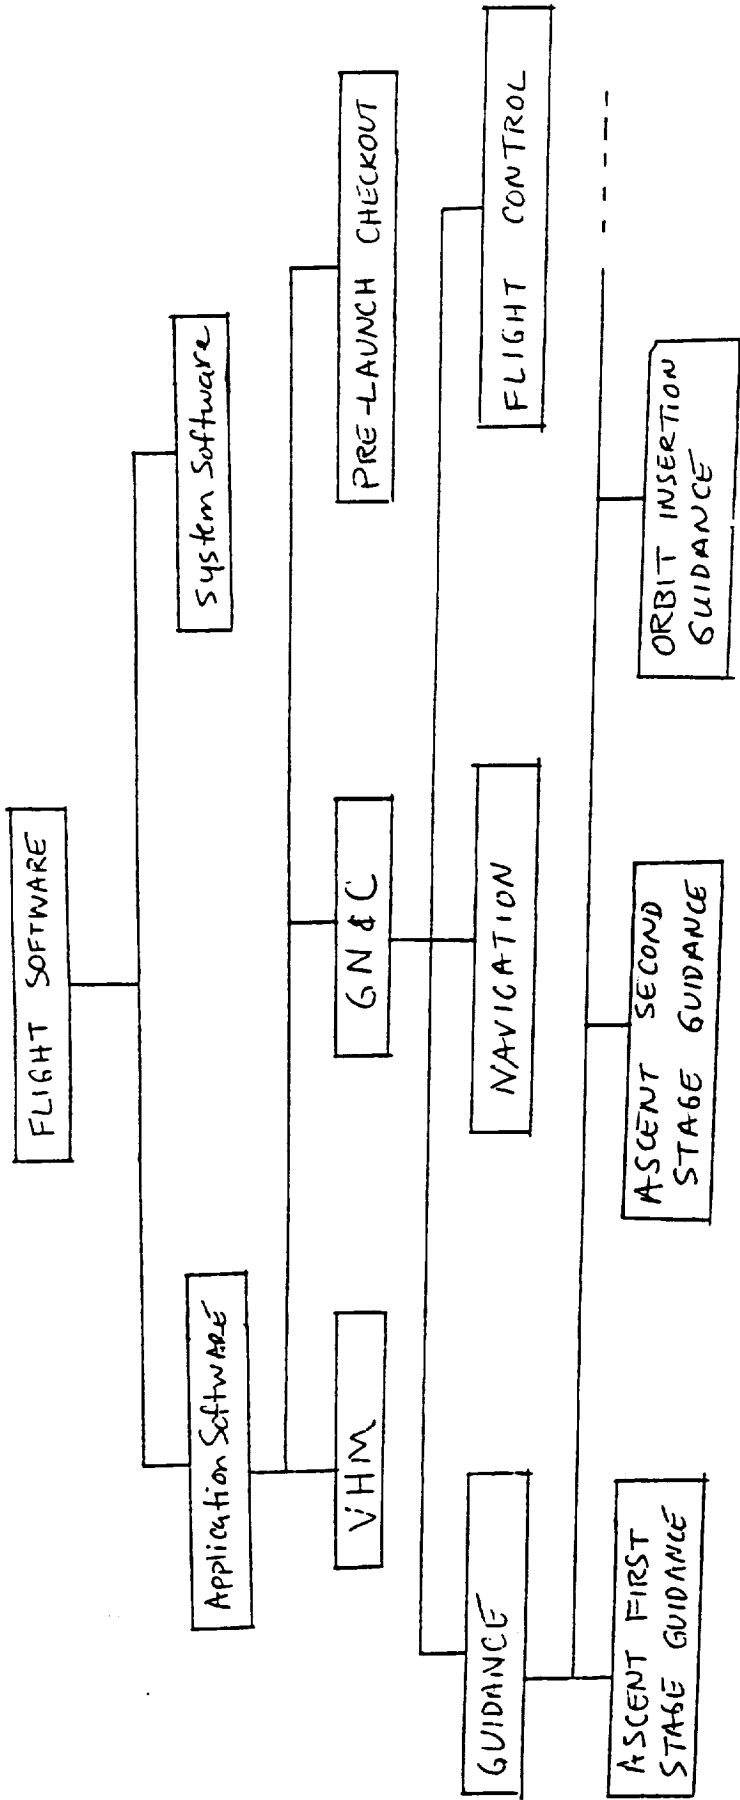 FLIGHT SOFTWARE
Application SoftwARE
System Software
VHM
GN & C
PRE-LAUNCH CHECKOUT
GUIDANCE
NAVIGATION
FLIGHT CONTROL
ASCENT FIRST
STAGE GUIDANCE
ASCENT SECOND
STAGE GUIDANCE
ORBIT INSERTION
GUIDANCE